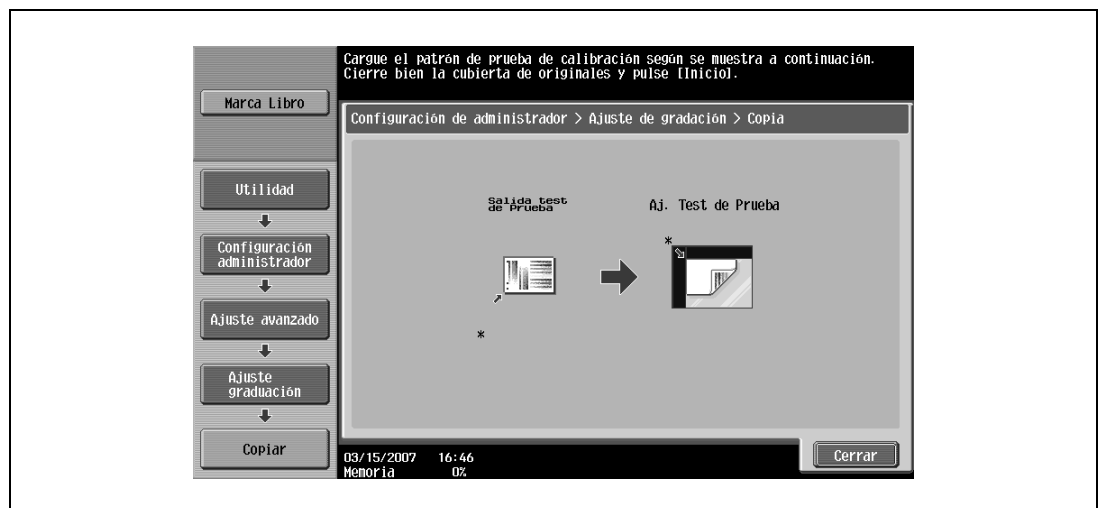 Cargue el patrón de prueba de calibración según se muestra a continuación.
Cierre bien la cubierta de originales y pulse [Inicio].
Marca Libro
Configuración de administrador > Ajuste de gradación > Copia
Utilidad
Configuración
administrador
Ajuste avanzado
Ajuste
graduación
Copiar
Salida test
de Prueba
Aj. Test de Prueba
*
*
03/15/2007 16:46
Memoria 0%
Cerrar